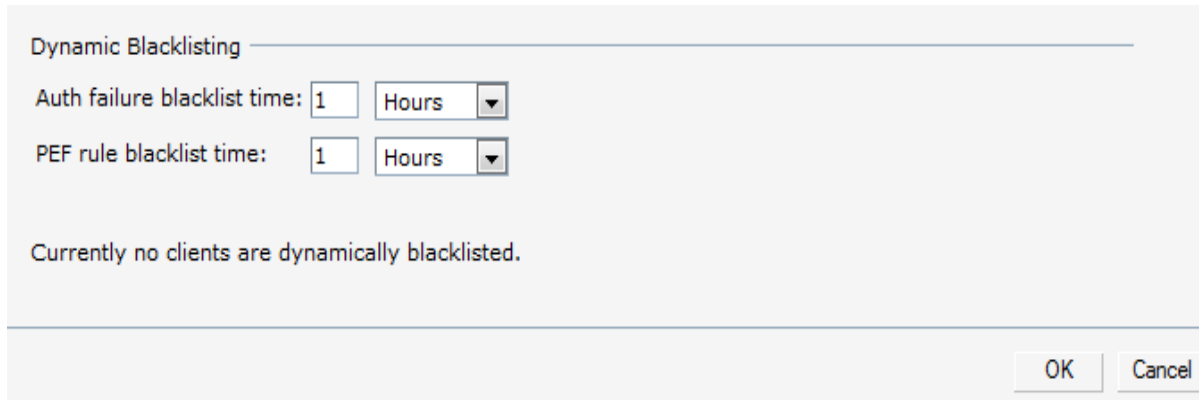 Dynamic Blacklisting
Auth failure blacklist time: 1 Hours
PEF rule blacklist time: 1 Hours
Currently no clients are dynamically blacklisted.
OK Cancel